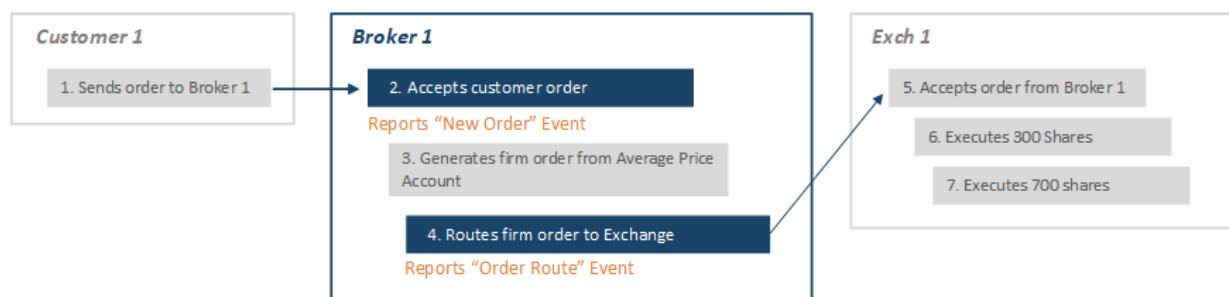 Customer 1
1. Sends order to Broker 1
Broker 1
2. Accepts customer order
Reports “New Order” Event
3. Generates firm order from Average Price
Account
4. Routes firm order to Exchange
Reports “Order Route” Event
Exch 1
5. Accepts order from Broker 1
6. Executes 300 Shares
7. Executes 700 shares